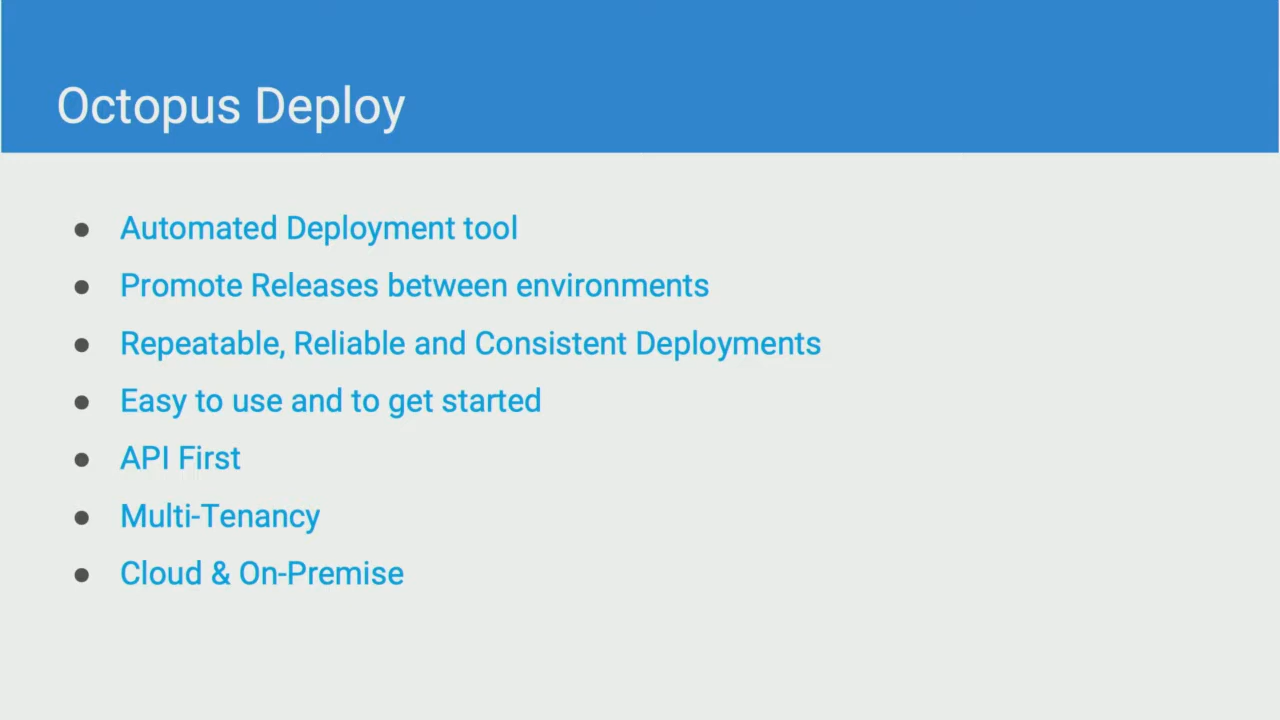 Octopus Deploy
● Automated Deployment tool
● Promote Releases between environments
● Repeatable, Reliable and Consistent Deployments
● Easy to use and to get started
● API First
● Multi-Tenancy
● Cloud & On-Premise